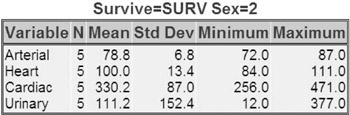 Survive=SURV Sex=2
Variable N Mean Std Dev Minimum Maximum
Arterial 5 78.8 6.8 72.0 87.0
Heart 5 100.0 13.4 84.0 111.0
Cardiac 5 330.2 87.0 256.0 471.0
Urinary 5 111.2 152.4 12.0 377.0